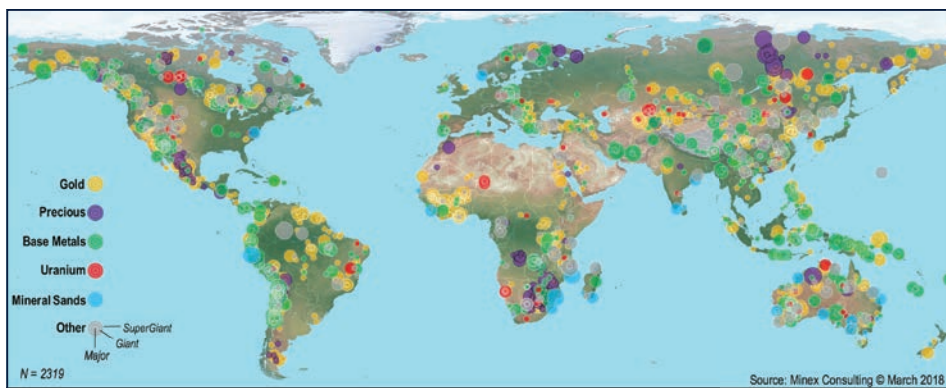 Gold
Precious
Base Metals
Uranium
Mineral Sands
Other
SuperGiant
Giant
Major
N = 2319
Source: Minex Consulting © March 2018